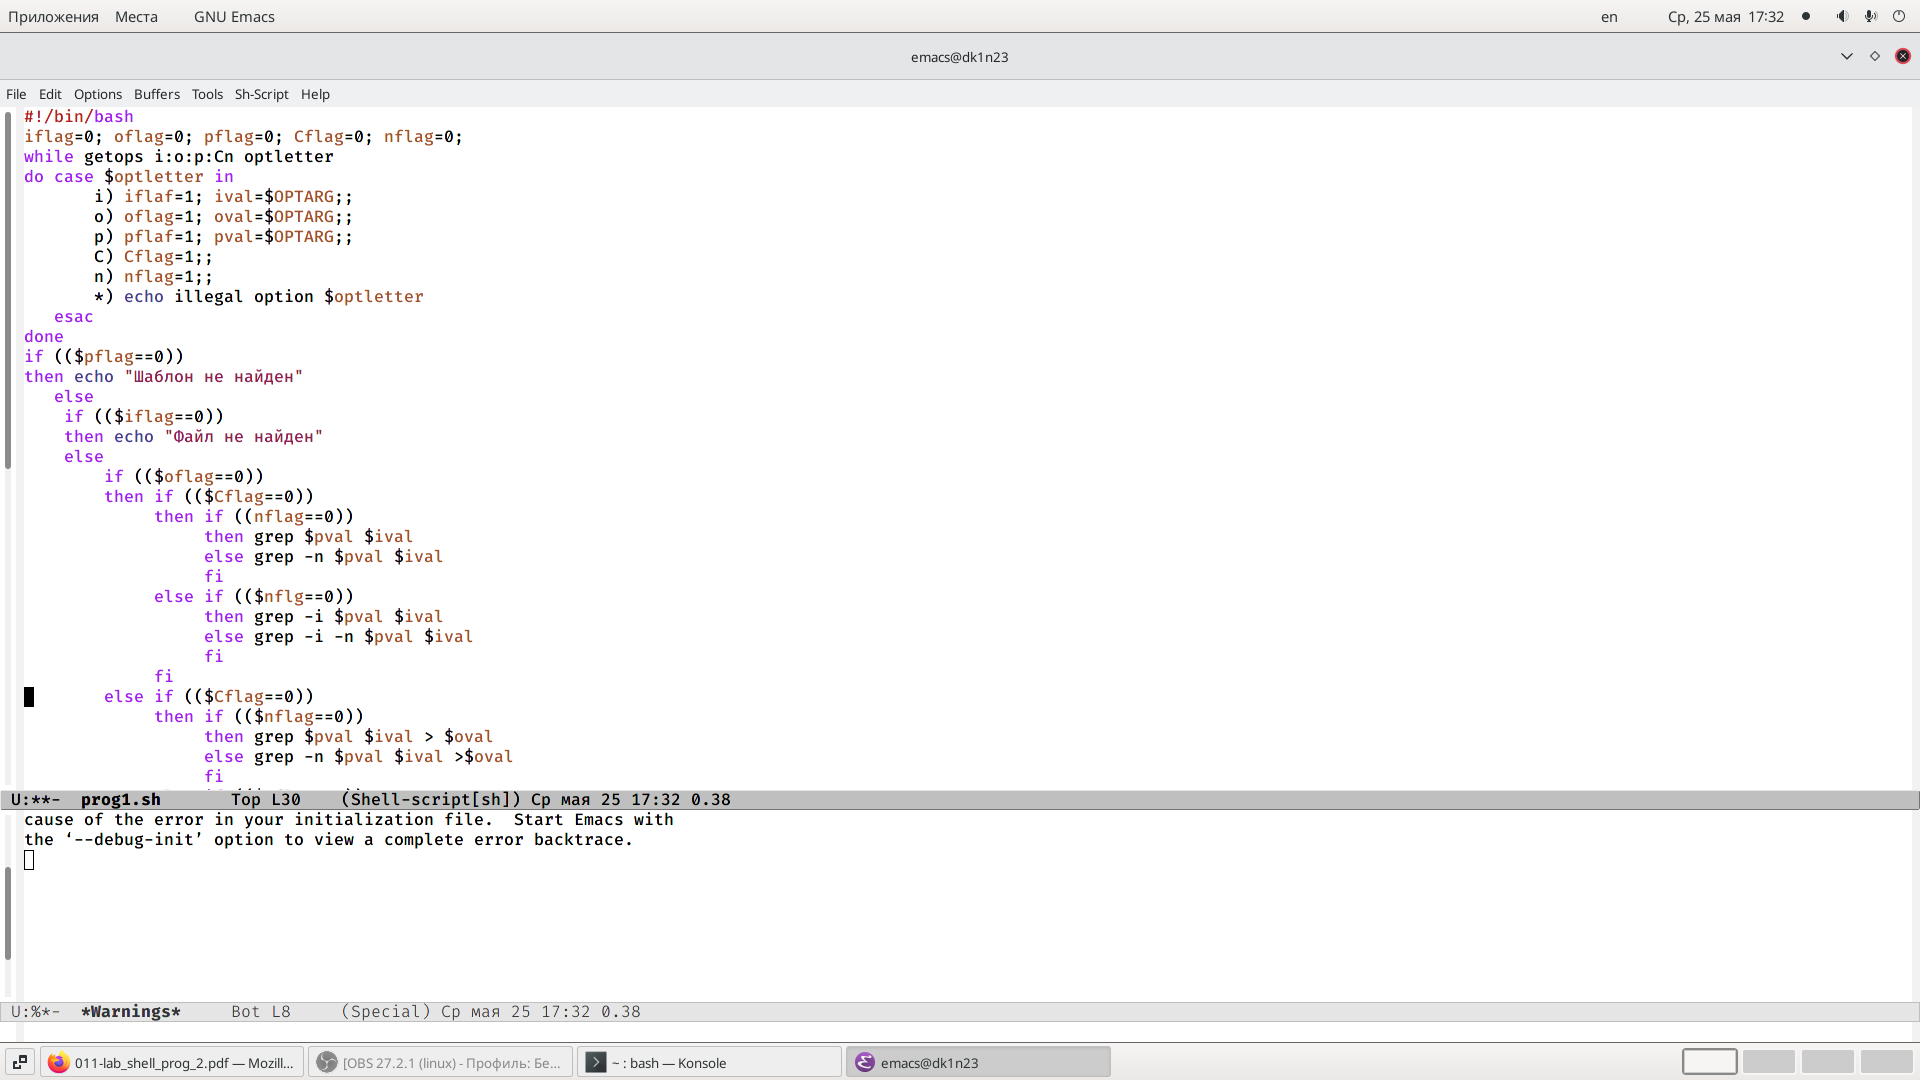 Приложения Места GNU Emacs en Ср, 25 мая 17:32
emacs@dk1n23
File Edit Options Buffers Tools Sh-Script Help
#!/bin/bash
iflag=0; oflag=0; pflag=0; Cflag=0; nflag=0;
while getops i:o:p:Cn optletter
do case $optletter in
i) iflaf=1; ival=$OPTARG;;
o) oflag=1; oval=$OPTARG;;
p) pflaf=1; pval=$OPTARG;;
C) Cflag=1;;
n) nflag=1;;
*) echo illegal option $optletter
esac
done
if (($pflag==0))
then echo "Шаблон не найден"
else
if (($iflag==0))
then echo "Файл не найден"
else
if (($oflag==0))
then if (($Cflag==0))
then if ((nflag==0))
then grep $pval $ival
else grep -n $pval $ival
fi
else if (($nflg==0))
then grep -i $pval $ival
else grep -i -n $pval $ival
fi
fi
else if (($Cflag==0))
then if (($nflag==0))
then grep $pval $ival > $oval
else grep -n $pval $ival >$oval
fi
U:**- prog1.sh Top L30 (Shell-script[sh]) Ср мая 25 17:32 0.38
cause of the error in your initialization file. Start Emacs with
the ‘--debug-init’ option to view a complete error backtrace.
U:%*- *Warnings* Bot L8 (Special) Ср мая 25 17:32 0.38
011-lab_shell_prog_2.pdf — Mozill... [OBS 27.2.1 (linux) - Профиль: Бе... ~ : bash — Konsole emacs@dk1n23